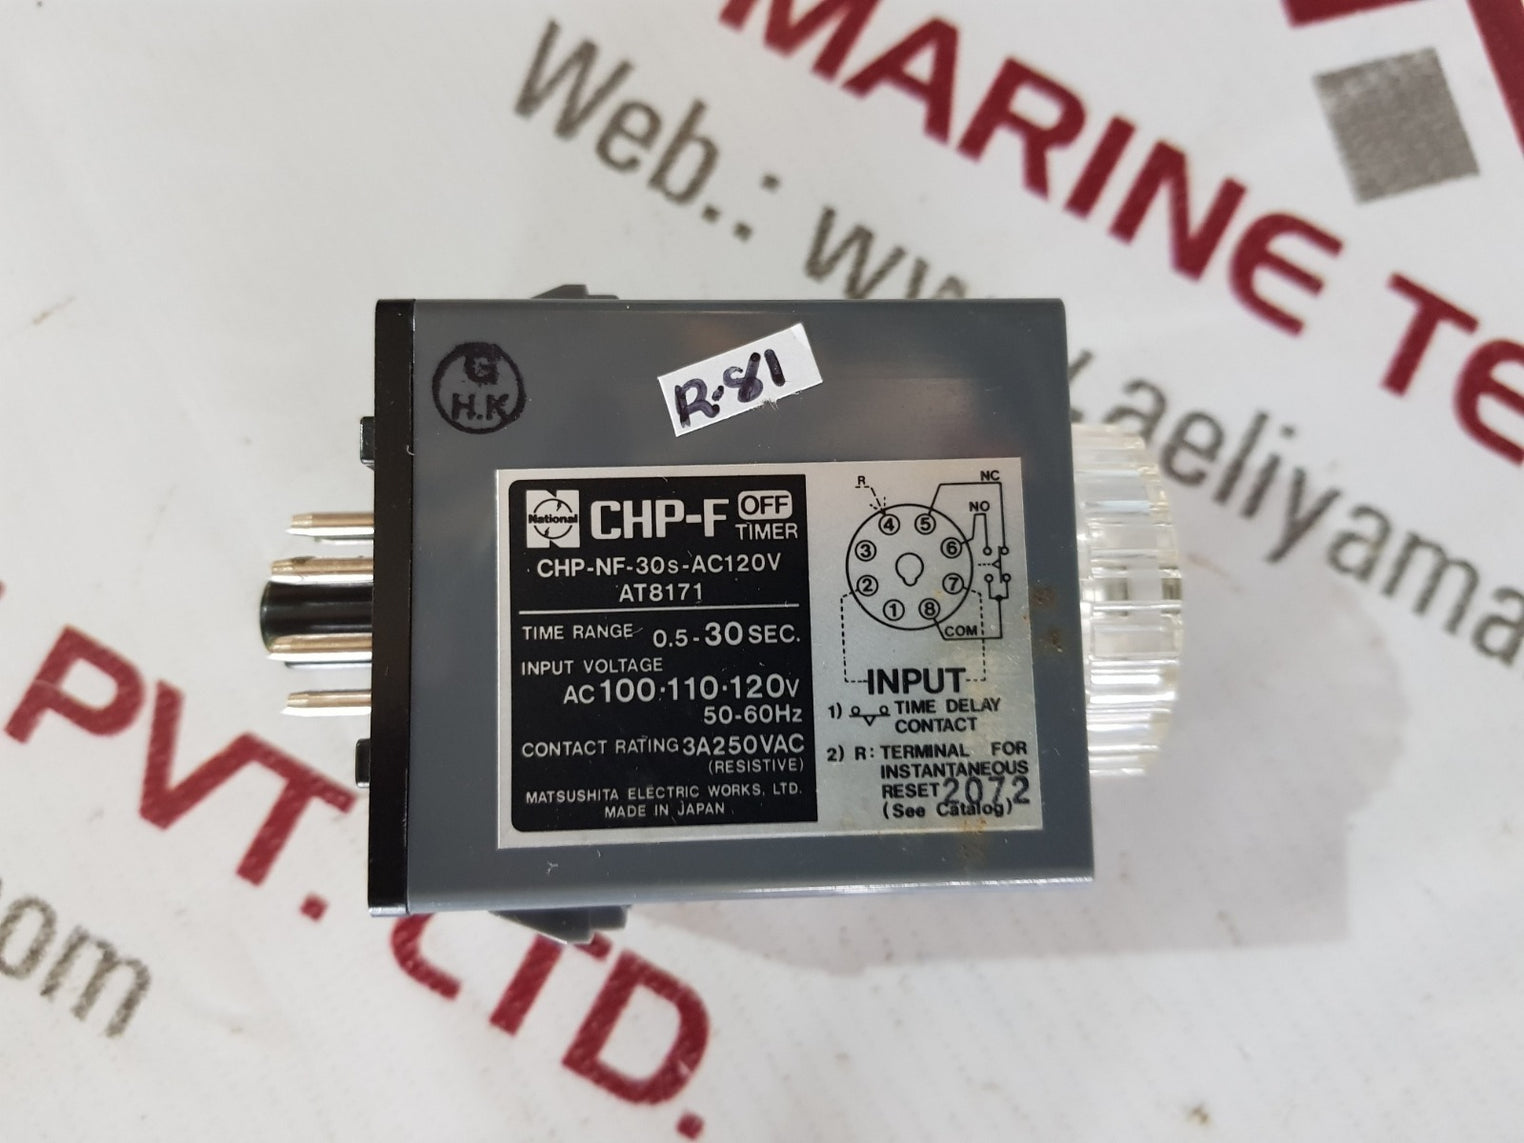 MARINE TE
Web.: ww
.aeliyama
PVT. LTD.
om
G
H.K
R.81
National
CHP-F OFF
TIMER
CHP-NF-30s-AC120V
AT8171
TIME RANGE 0.5-30 SEC.
INPUT VOLTAGE
AC 100·110·120V
50-60Hz
CONTACT RATING 3A250VAC
(RESISTIVE)
MATSUSHITA ELECTRIC WORKS, LTD.
MADE IN JAPAN
R NC
NO
4 5
3 6
2 7
1 8
COM
INPUT
1) TIME DELAY
CONTACT
2) R: TERMINAL FOR
INSTANTANEOUS
RESET 2072
(See Catalog)